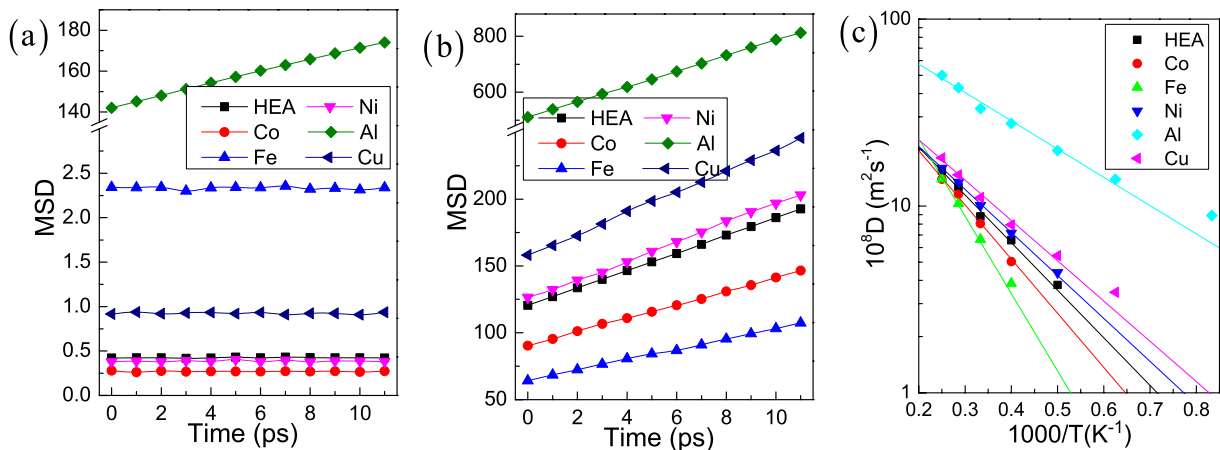 (a)
MSD
180
160
140
2.5
2.0
1.5
1.0
0.5
0.0
HEA
Co
Fe
Ni
Al
Cu
0 2 4 6 8 10
Time (ps)
(b)
MSD
800
600
200
150
100
50
HEA
Co
Fe
Ni
Al
Cu
0 2 4 6 8 10
Time (ps)
(c)
10⁸D (m²s⁻¹)
100
10
1
HEA
Co
Fe
Ni
Al
Cu
0.2 0.3 0.4 0.5 0.6 0.7 0.8
1000/T(K⁻¹)